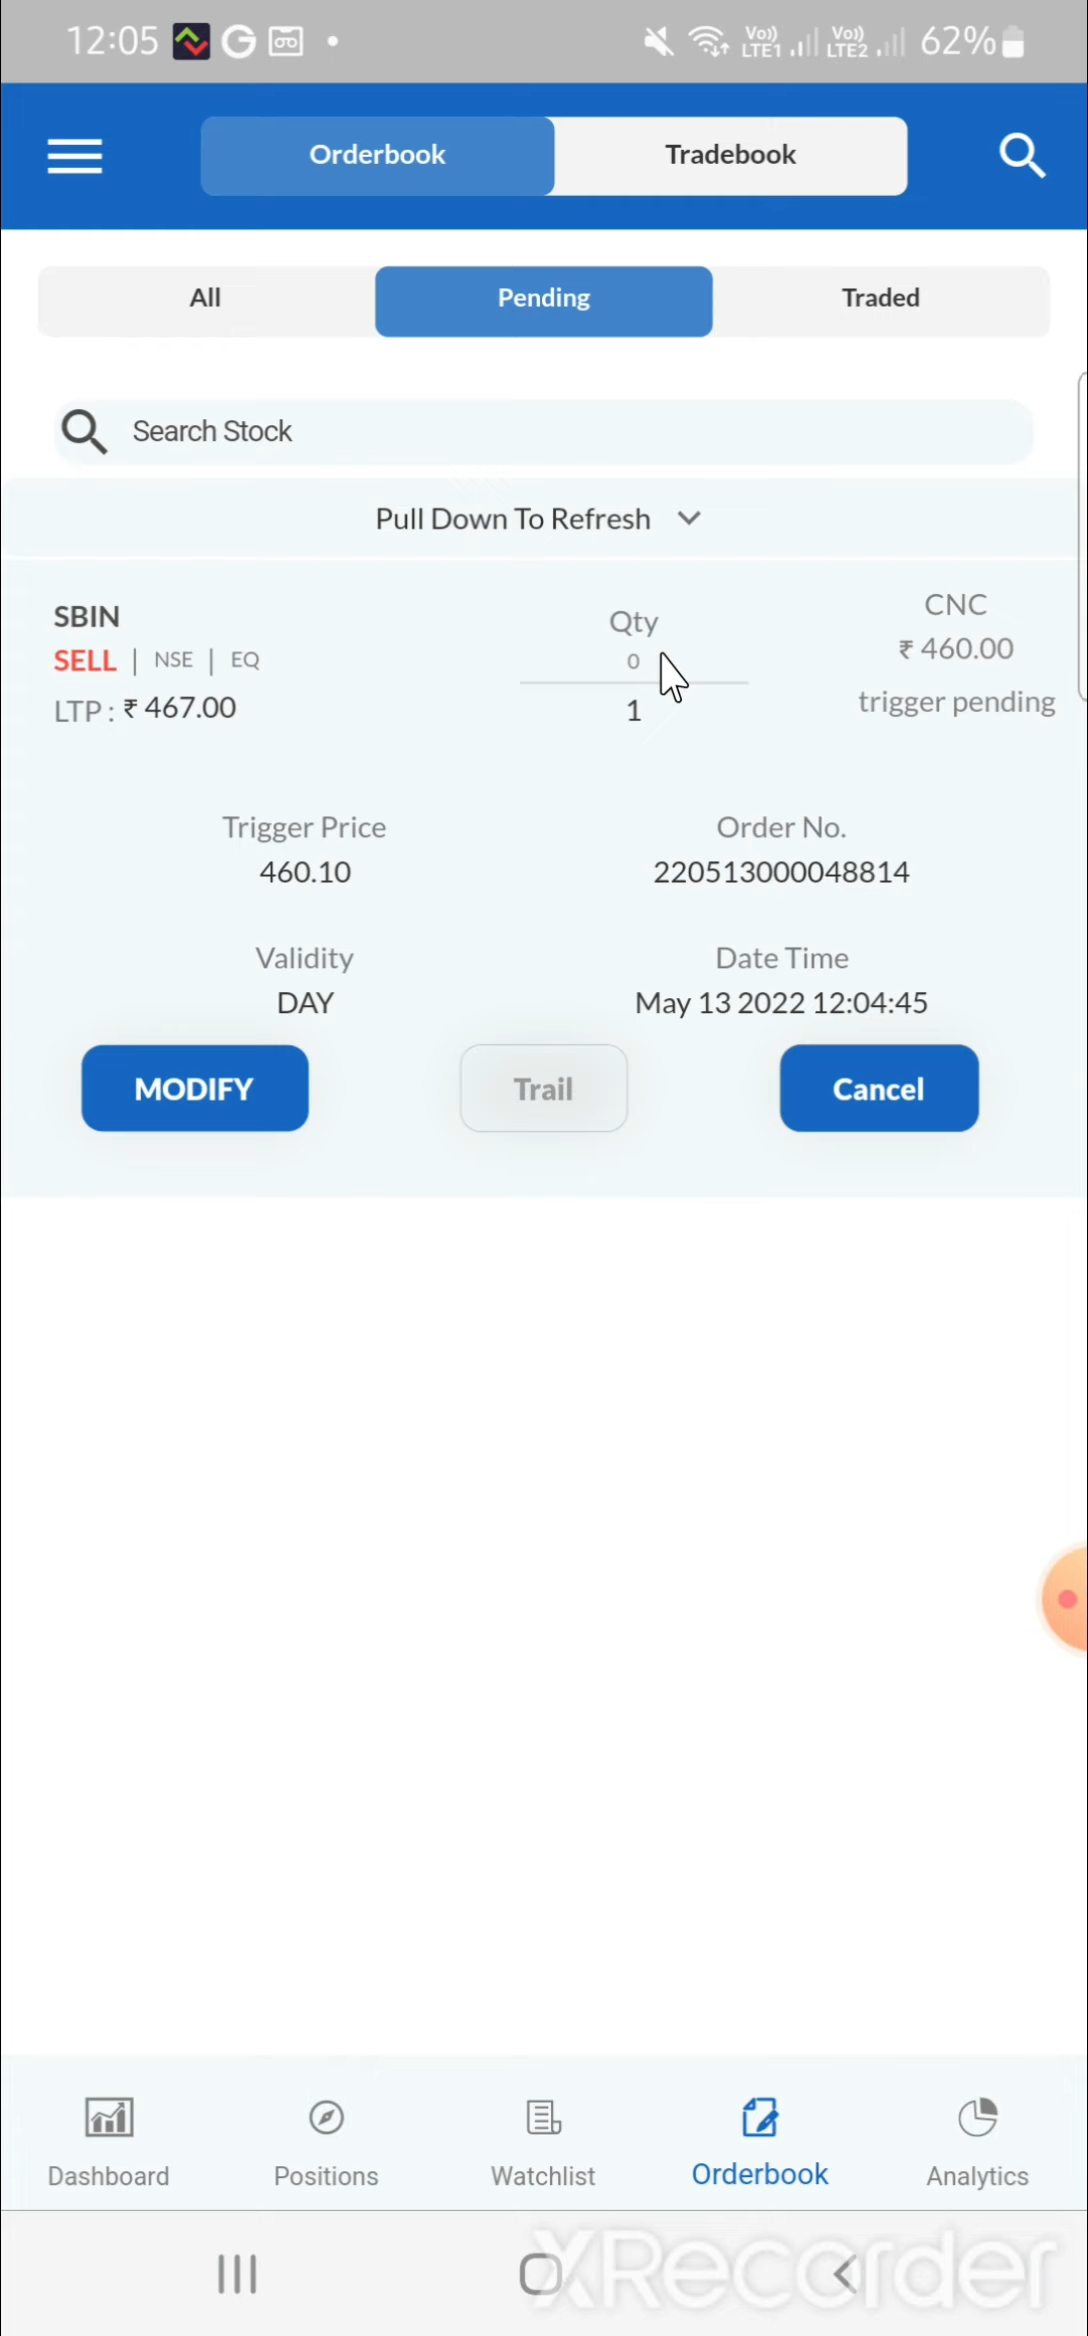 12:05 G
Vo)) LTE1 Vo)) LTE2 62%
Orderbook Tradebook
All Pending Traded
Search Stock
Pull Down To Refresh
SBIN
SELL | NSE | EQ
LTP : ₹ 467.00
Qty
0
1
CNC
₹ 460.00
trigger pending
Trigger Price Order No.
460.10 220513000048814
Validity Date Time
DAY May 13 2022 12:04:45
MODIFY Trail Cancel
Dashboard Positions Watchlist Orderbook Analytics
XRecorder